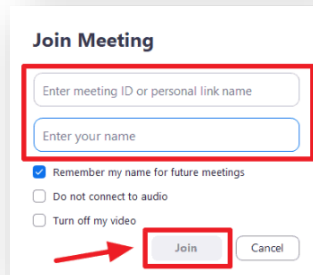 Join Meeting
Enter meeting ID or personal link name
Enter your name
Remember my name for future meetings
Do not connect to audio
Turn off my video
Join Cancel